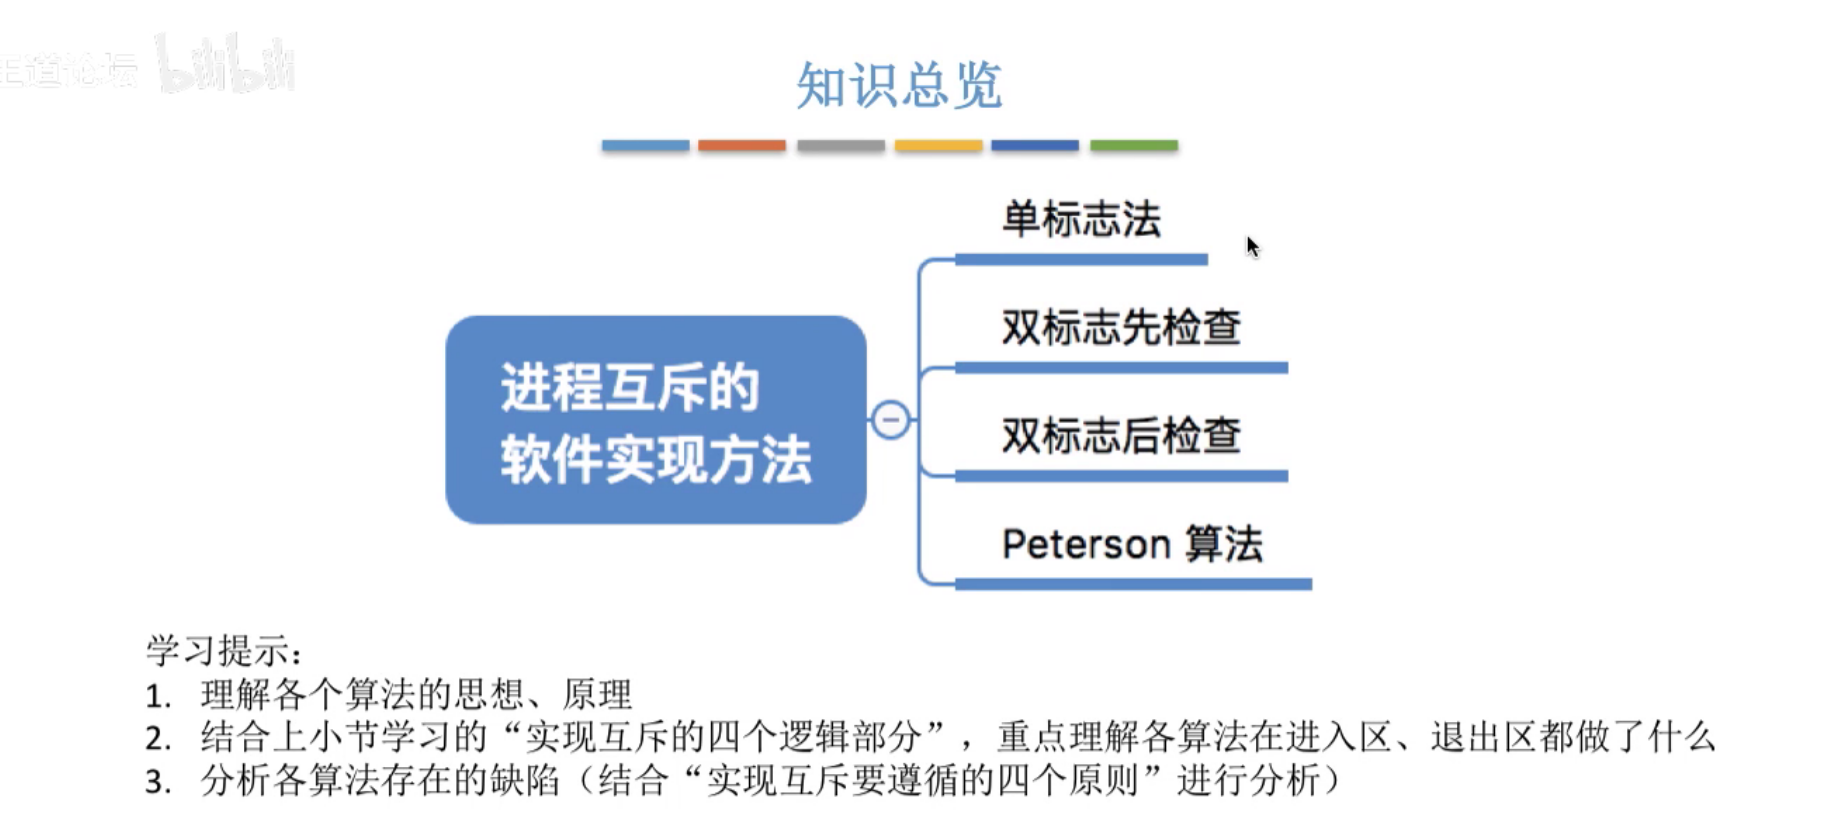 王道论坛 bilibili
知识总览
单标志法
双标志先检查
进程互斥的
软件实现方法
双标志后检查
Peterson 算法
学习提示：
1. 理解各个算法的思想、原理
2. 结合上小节学习的“实现互斥的四个逻辑部分”，重点理解各算法在进入区、退出区都做了什么
3. 分析各算法存在的缺陷（结合“实现互斥要遵循的四个原则”进行分析）